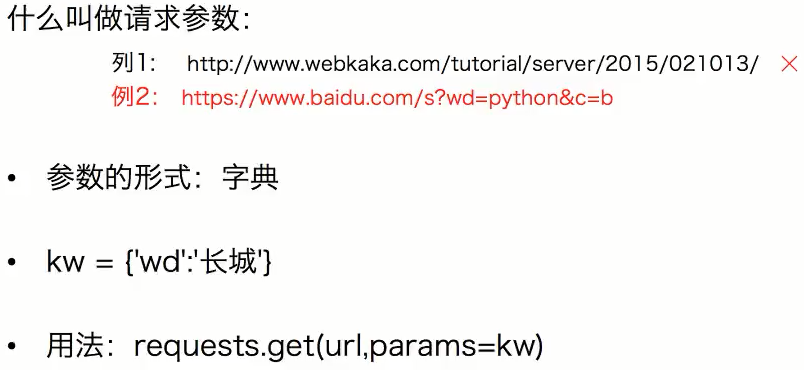 什么叫做请求参数：
列1： http://www.webkaka.com/tutorial/server/2015/021013/ ×
例2： https://www.baidu.com/s?wd=python&c=b
• 参数的形式：字典
• kw = {'wd':'长城'}
• 用法：requests.get(url,params=kw)